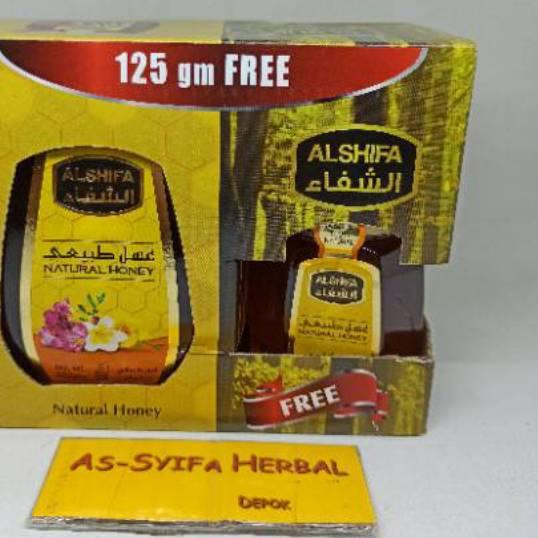 125 gm FREE
ALSHIFA
الشفاء
عسل طبيعي
NATURAL HONEY
Natural Honey
ALSHIFA
الشفاء
ALSHIFA
الشفاء
عسل طبيعي
NATURAL HONEY
FREE
AS-SYIFA HERBAL
DEPOK